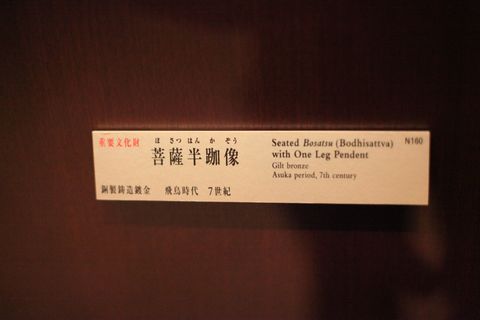 重要文化財
ほさつはんかぞう
菩薩半跏像
銅製鋳造鍍金 飛鳥時代 7世紀
Seated Bosatsu (Bodhisattva)
with One Leg Pendent
Gilt bronze
Asuka period, 7th century
N160